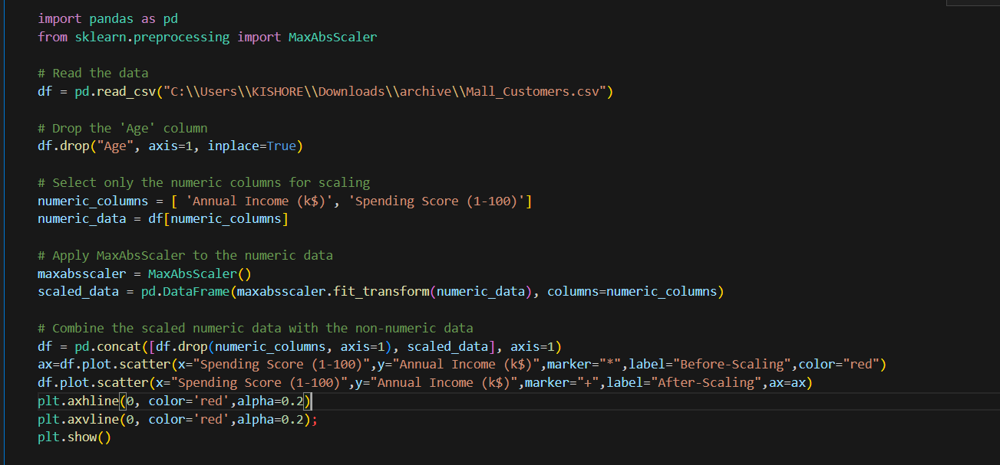 import pandas as pd
from sklearn.preprocessing import MaxAbsScaler
# Read the data
df = pd.read_csv("C:\\Users\\KISHORE\\Downloads\\archive\\Mall_Customers.csv")
# Drop the 'Age' column
df.drop("Age", axis=1, inplace=True)
# Select only the numeric columns for scaling
numeric_columns = [ 'Annual Income (k$)', 'Spending Score (1-100)']
numeric_data = df[numeric_columns]
# Apply MaxAbsScaler to the numeric data
maxabsscaler = MaxAbsScaler()
scaled_data = pd.DataFrame(maxabsscaler.fit_transform(numeric_data), columns=numeric_columns)
# Combine the scaled numeric data with the non-numeric data
df = pd.concat([df.drop(numeric_columns, axis=1), scaled_data], axis=1)
ax=df.plot.scatter(x="Spending Score (1-100)",y="Annual Income (k$)",marker="*",label="Before-Scaling",color="red")
df.plot.scatter(x="Spending Score (1-100)",y="Annual Income (k$)",marker="+",label="After-Scaling",ax=ax)
plt.axhline(0, color='red',alpha=0.2)
plt.axvline(0, color='red',alpha=0.2);
plt.show()